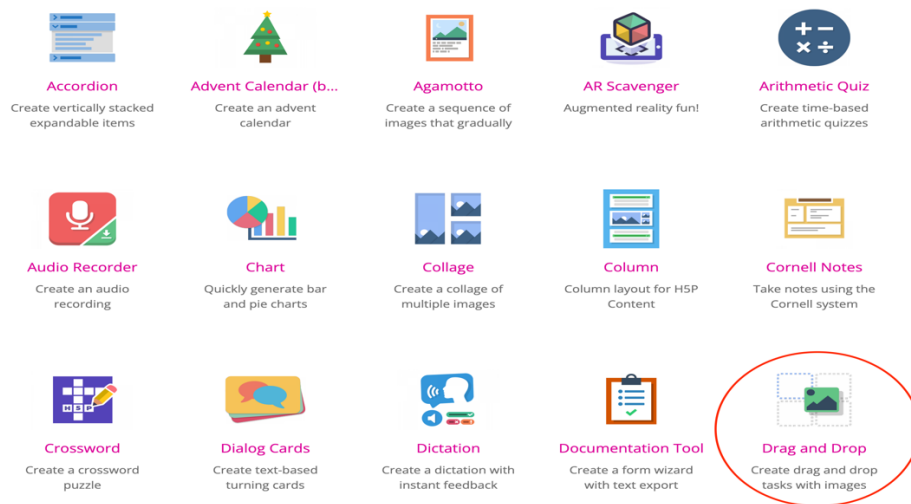 Accordion
Create vertically stacked
expandable items
Advent Calendar (b...
Create an advent
calendar
Agamotto
Create a sequence of
images that gradually
AR Scavenger
Augmented reality fun!
Arithmetic Quiz
Create time-based
arithmetic quizzes
Audio Recorder
Create an audio
recording
Chart
Quickly generate bar
and pie charts
Collage
Create a collage of
multiple images
Column
Column layout for H5P
Content
Cornell Notes
Take notes using the
Cornell system
H5P
Crossword
Create a crossword
puzzle
Dialog Cards
Create text-based
turning cards
Dictation
Create a dictation with
instant feedback
Documentation Tool
Create a form wizard
with text export
Drag and Drop
Create drag and drop
tasks with images